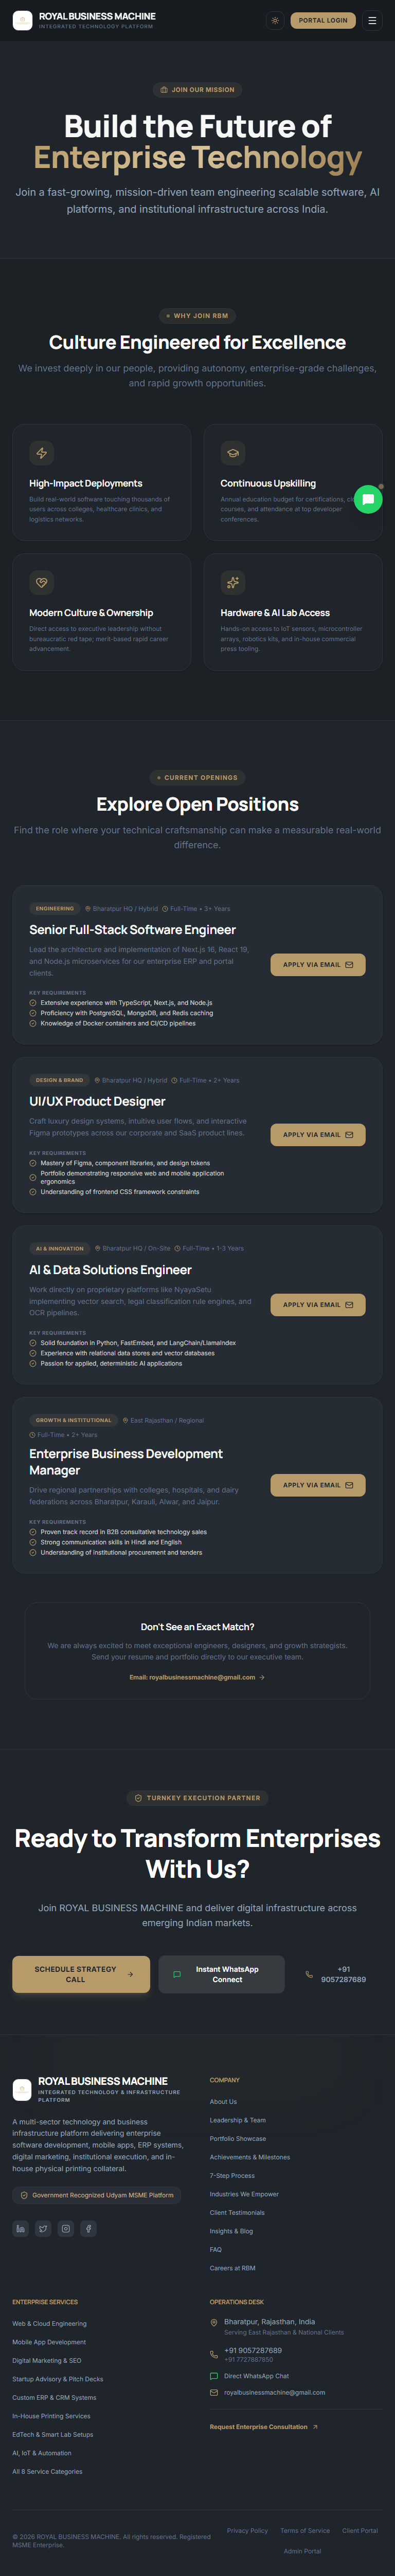 ROYAL BUSINESS MACHINE
INTEGRATED TECHNOLOGY PLATFORM
PORTAL LOGIN
JOIN OUR MISSION
Build the Future of
Enterprise Technology
Join a fast-growing, mission-driven team engineering scalable software, AI
platforms, and institutional infrastructure across India.
WHY JOIN RBM
Culture Engineered for Excellence
We invest deeply in our people, providing autonomy, enterprise-grade challenges,
and rapid growth opportunities.
High-Impact Deployments
Build real-world software touching thousands of
users across colleges, healthcare clinics, and
logistics networks.
Continuous Upskilling
Annual education budget for certifications,
courses, and attendance at top developer
conferences.
Modern Culture & Ownership
Direct access to executive leadership without
bureaucratic red tape; merit-based rapid career
advancement.
Hardware & AI Lab Access
Hands-on access to IoT sensors, microcontroller
arrays, robotics kits, and in-house commercial
press tooling.
CURRENT OPENINGS
Explore Open Positions
Find the role where your technical craftsmanship can make a measurable real-world
difference.
ENGINEERING Bharatpur HQ / Hybrid Full-Time • 3+ Years
Senior Full-Stack Software Engineer
Lead the architecture and implementation of Next.js 16, React 19,
and Node.js microservices for our enterprise ERP and portal
clients.
KEY REQUIREMENTS
Extensive experience with TypeScript, Next.js, and Node.js
Proficiency with PostgreSQL, MongoDB, and Redis caching
Knowledge of Docker containers and CI/CD pipelines
APPLY VIA EMAIL
DESIGN & BRAND Bharatpur HQ / Hybrid Full-Time • 2+ Years
UI/UX Product Designer
Craft luxury design systems, intuitive user flows, and interactive
Figma prototypes across our corporate and SaaS product lines.
KEY REQUIREMENTS
Mastery of Figma, component libraries, and design tokens
Portfolio demonstrating responsive web and mobile application
ergonomics
Understanding of frontend CSS framework constraints
APPLY VIA EMAIL
AI & INNOVATION Bharatpur HQ / On-Site Full-Time • 1-3 Years
AI & Data Solutions Engineer
Work directly on proprietary platforms like NyayaSetu
implementing vector search, legal classification rule engines, and
OCR pipelines.
KEY REQUIREMENTS
Solid foundation in Python, FastEmbed, and LangChain/LlamaIndex
Experience with relational data stores and vector databases
Passion for applied, deterministic AI applications
APPLY VIA EMAIL
GROWTH & INSTITUTIONAL East Rajasthan / Regional
Full-Time • 2+ Years
Enterprise Business Development
Manager
Drive regional partnerships with colleges, hospitals, and dairy
federations across Bharatpur, Karauli, Alwar, and Jaipur.
KEY REQUIREMENTS
Proven track record in B2B consultative technology sales
Strong communication skills in Hindi and English
Understanding of institutional procurement and tenders
APPLY VIA EMAIL
Don't See an Exact Match?
We are always excited to meet exceptional engineers, designers, and growth strategists.
Send your resume and portfolio directly to our executive team.
Email: royalbusinessmachine@gmail.com
TURNKEY EXECUTION PARTNER
Ready to Transform Enterprises
With Us?
Join ROYAL BUSINESS MACHINE and deliver digital infrastructure across
emerging Indian markets.
SCHEDULE STRATEGY
CALL
Instant WhatsApp
Connect
+91
9057287689
ROYAL BUSINESS MACHINE
INTEGRATED TECHNOLOGY & INFRASTRUCTURE
PLATFORM
A multi-sector technology and business
infrastructure platform delivering enterprise
software development, mobile apps, ERP systems,
digital marketing, institutional execution, and in-
house physical printing collateral.
Government Recognized Udyam MSME Platform
COMPANY
About Us
Leadership & Team
Portfolio Showcase
Achievements & Milestones
7-Step Process
Industries We Empower
Client Testimonials
Insights & Blog
FAQ
Careers at RBM
ENTERPRISE SERVICES
Web & Cloud Engineering
Mobile App Development
Digital Marketing & SEO
Startup Advisory & Pitch Decks
Custom ERP & CRM Systems
In-House Printing Services
EdTech & Smart Lab Setups
AI, IoT & Automation
All 8 Service Categories
OPERATIONS DESK
Bharatpur, Rajasthan, India
Serving East Rajasthan & National Clients
+91 9057287689
+91 7727887850
Direct WhatsApp Chat
royalbusinessmachine@gmail.com
Request Enterprise Consultation
© 2026 ROYAL BUSINESS MACHINE. All rights reserved. Registered
MSME Enterprise.
Privacy Policy Terms of Service Client Portal
Admin Portal